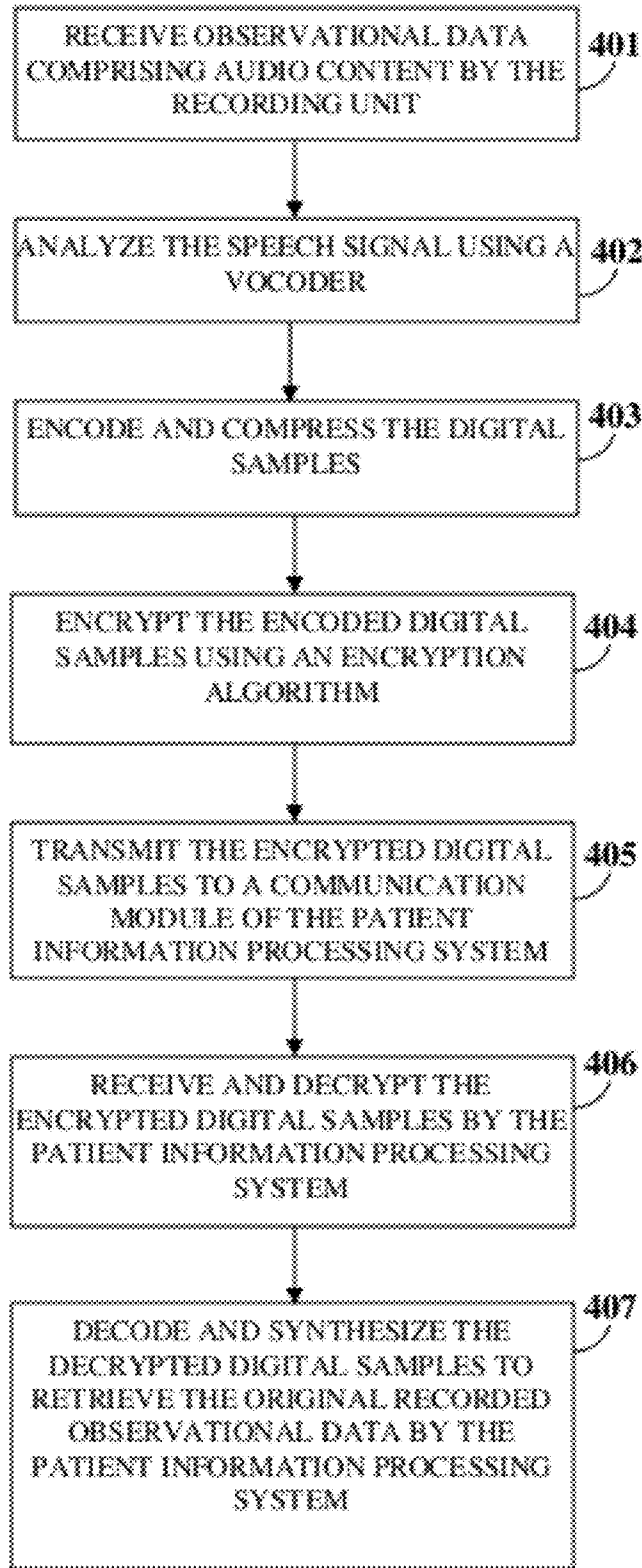 RECEIVE OBSERVATIONAL DATA
COMPRISING AUDIO CONTENT BY THE
RECORDING UNIT
401
ANALYZE THE SPEECH SIGNAL USING A
VOCODER
402
ENCODE AND COMPRESS THE DIGITAL
SAMPLES
403
ENCRYPT THE ENCODED DIGITAL
SAMPLES USING AN ENCRYPTION
ALGORITHM
404
TRANSMIT THE ENCRYPTED DIGITAL
SAMPLES TO A COMMUNICATION
MODULE OF THE PATIENT
INFORMATION PROCESSING SYSTEM
405
RECEIVE AND DECRYPT THE
ENCRYPTED DIGITAL SAMPLES BY THE
PATIENT INFORMATION PROCESSING
SYSTEM
406
DECODE AND SYNTHESIZE THE
DECRYPTED DIGITAL SAMPLES TO
RETRIEVE THE ORIGINAL RECORDED
OBSERVATIONAL DATA BY THE
PATIENT INFORMATION PROCESSING
SYSTEM
407